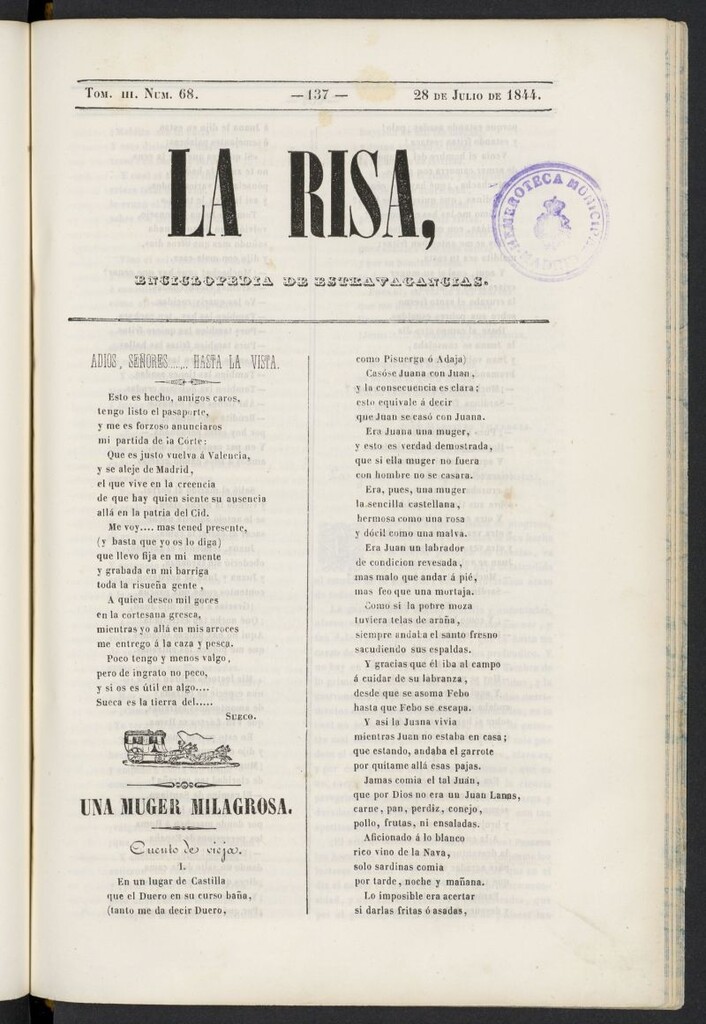 Tom. III. Num. 68. — 137 — 28 de Julio de 1844.
LA RISA,
ENCICLOPEDIA DE ESTRAVAGANCIAS.
HEMEROTECA MUNICIPAL
MADRID
ADIOS, SEÑORES...... HASTA LA VISTA.
Esto es hecho, amigos caros,
tengo listo el pasaporte,
y me es forzoso anunciaros
mi partida de la Córte:
Que es justo vuelva á Valencia,
y se aleje de Madrid,
el que vive en la creencia
de que hay quien siente su ausencia
allá en la patria del Cid.
Me voy.... mas tened presente,
(y basta que yo os lo diga)
que llevo fija en mi mente
y grabada en mi barriga
toda la risueña gente,
A quien deseo mil goces
en la cortesana gresca,
mientras yo allá en mis arroces
me entrego á la caza y pesca.
Poco tengo y menos valgo,
pero de ingrato no peco,
y si os es útil en algo....
Sueca es la tierra del.....
Sueco.
UNA MUGER MILAGROSA.
Cuento de vieja.
1.
En un lugar de Castilla
que el Duero en su curso baña,
(tanto me da decir Duero,
como Pisuerga ó Adaja)
Casóse Juana con Juan,
y la consecuencia es clara;
esto equivale á decir
que Juan se casó con Juana.
Era Juana una muger,
y esto es verdad demostrada,
que si ella muger no fuera
con hombre no se casara.
Era, pues, una muger
la sencilla castellana,
hermosa como una rosa
y dócil como una malva.
Era Juan un labrador
de condicion revesada,
mas malo que andar á pié,
mas feo que una mortaja.
Como si la pobre moza
tuviera telas de araña,
siempre andaba el santo fresno
sacudiendo sus espaldas.
Y gracias que él iba al campo
á cuidar de su labranza,
desde que se asoma Febo
hasta que Febo se escapa.
Y asi la Juana vivia
mientras Juan no estaba en casa;
que estando, andaba el garrote
por quitame allá esas pajas.
Jamas comia el tal Juán,
que por Dios no era un Juan Lanas,
carne, pan, perdiz, conejo,
pollo, frutas, ni ensaladas.
Aficionado á lo blanco
rico vino de la Nava,
solo sardinas comia
por tarde, noche y mañana.
Lo imposible era acertar
si darlas fritas ó asadas,